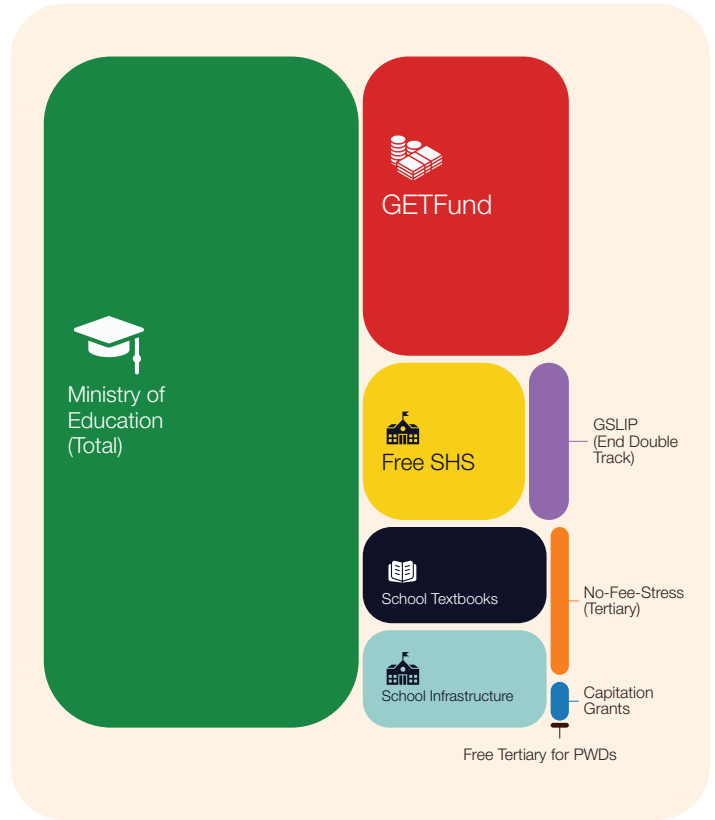 GETFund
Ministry of
Education
(Total)
Free SHS
GSLIP
(End Double
Track)
School Textbooks
No-Fee-Stress
(Tertiary)
School Infrastructure
Capitation
Grants
Free Tertiary for PWDs